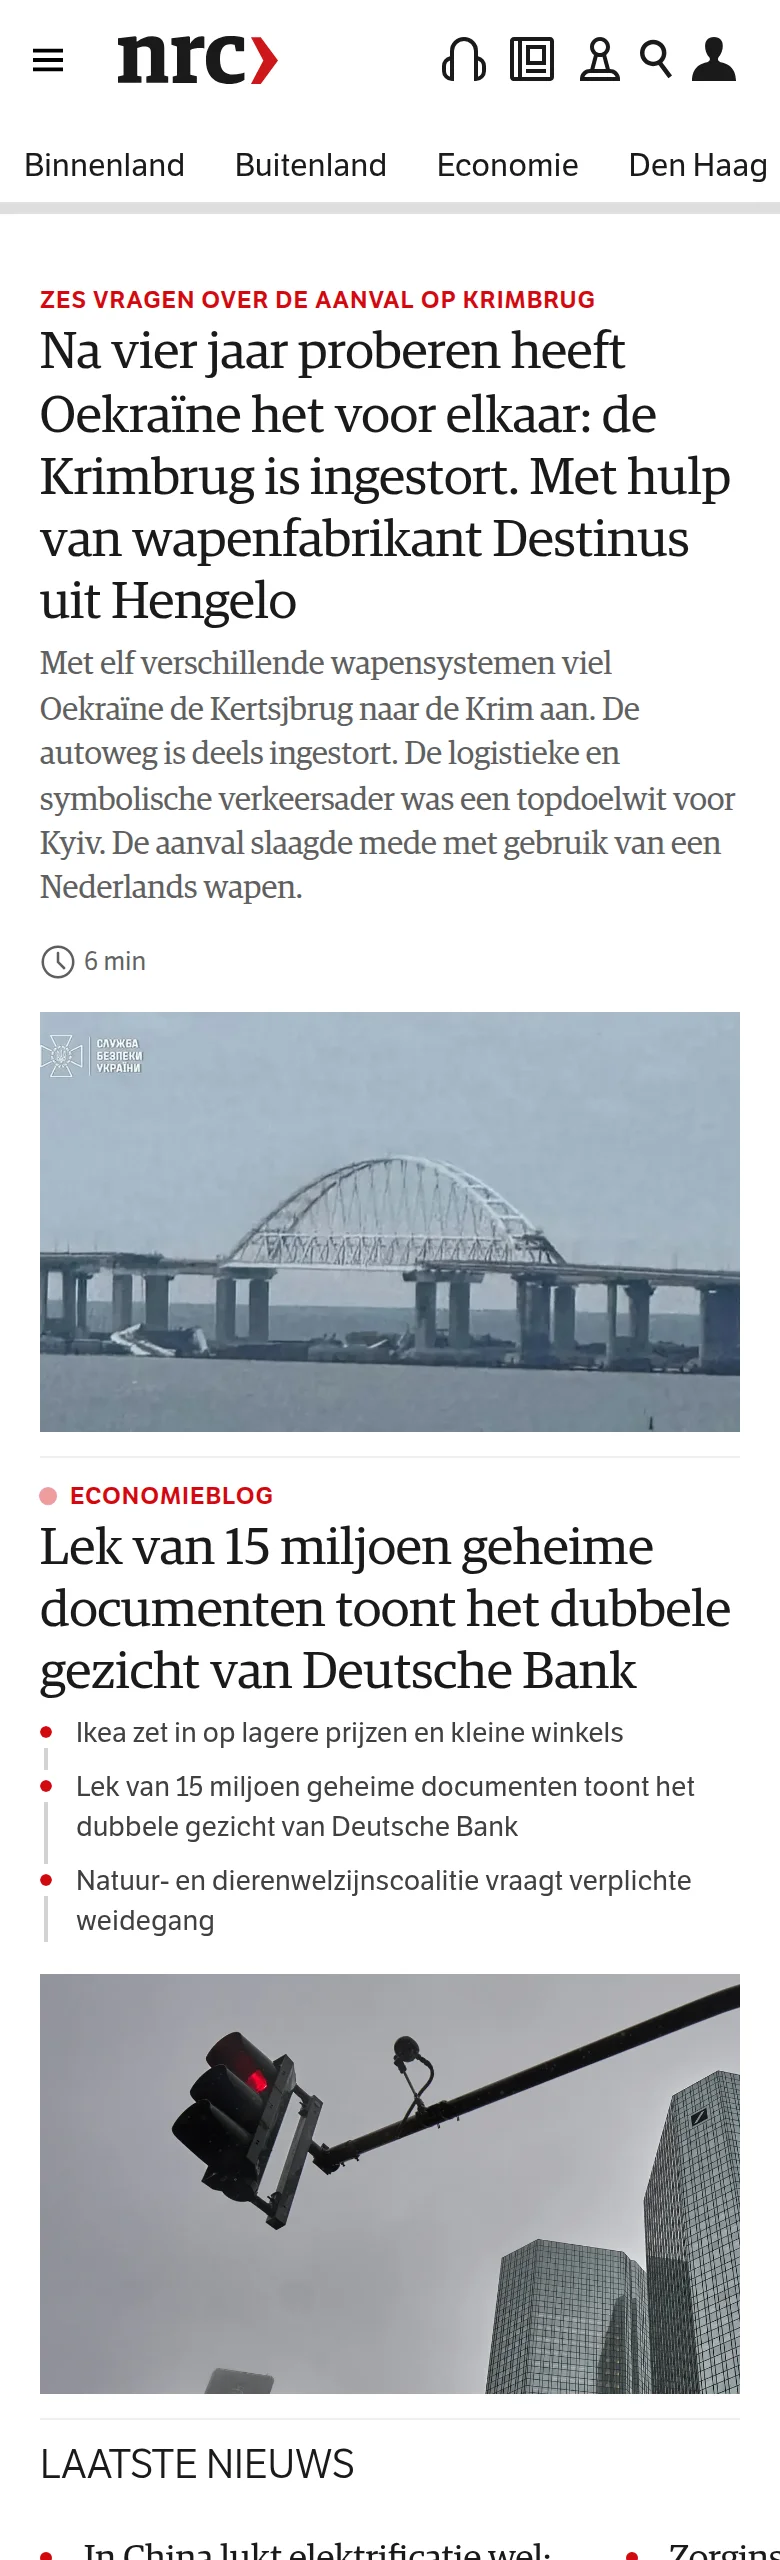 nrc
Binnenland Buitenland Economie Den Haag
ZES VRAGEN OVER DE AANVAL OP KRIMBRUG
Na vier jaar proberen heeft
Oekraïne het voor elkaar: de
Krimbrug is ingestort. Met hulp
van wapenfabrikant Destinus
uit Hengelo
Met elf verschillende wapensystemen viel
Oekraïne de Kertsjbrug naar de Krim aan. De
autoweg is deels ingestort. De logistieke en
symbolische verkeersader was een topdoelwit voor
Kyiv. De aanval slaagde mede met gebruik van een
Nederlands wapen.
6 min
СЛУЖБА
БЕЗПЕКИ
УКРАЇНИ
ECONOMIEBLOG
Lek van 15 miljoen geheime
documenten toont het dubbele
gezicht van Deutsche Bank
Ikea zet in op lagere prijzen en kleine winkels
Lek van 15 miljoen geheime documenten toont het
dubbele gezicht van Deutsche Bank
Natuur- en dierenwelzijnscoalitie vraagt verplichte
weidegang
LAATSTE NIEUWS
In China lukt elektrificatie wel: